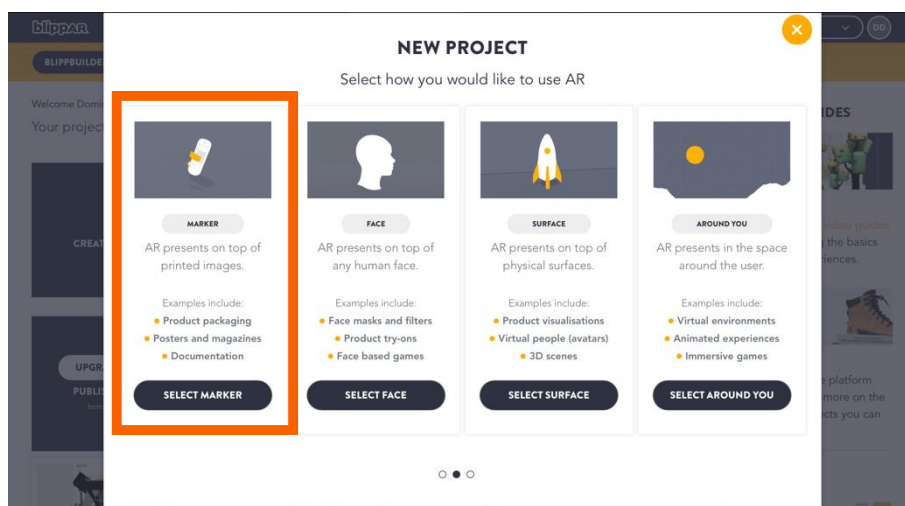 blippAR
DD
BLIPPBUILDE
Welcome Domi
Your projec
CREAT
UPGR
PUBLIS
from
NEW PROJECT
Select how you would like to use AR
MARKER
AR presents on top of
printed images.
Examples include:
• Product packaging
• Posters and magazines
• Documentation
SELECT MARKER
FACE
AR presents on top of
any human face.
Examples include:
• Face masks and filters
• Product try-ons
• Face based games
SELECT FACE
SURFACE
AR presents on top of
physical surfaces.
Examples include:
• Product visualisations
• Virtual people (avatars)
• 3D scenes
SELECT SURFACE
AROUND YOU
AR presents in the space
around the user.
Examples include:
• Virtual environments
• Animated experiences
• Immersive games
SELECT AROUND YOU
IDES
video guides
the basics
iences.
platform
more on the
cts you can